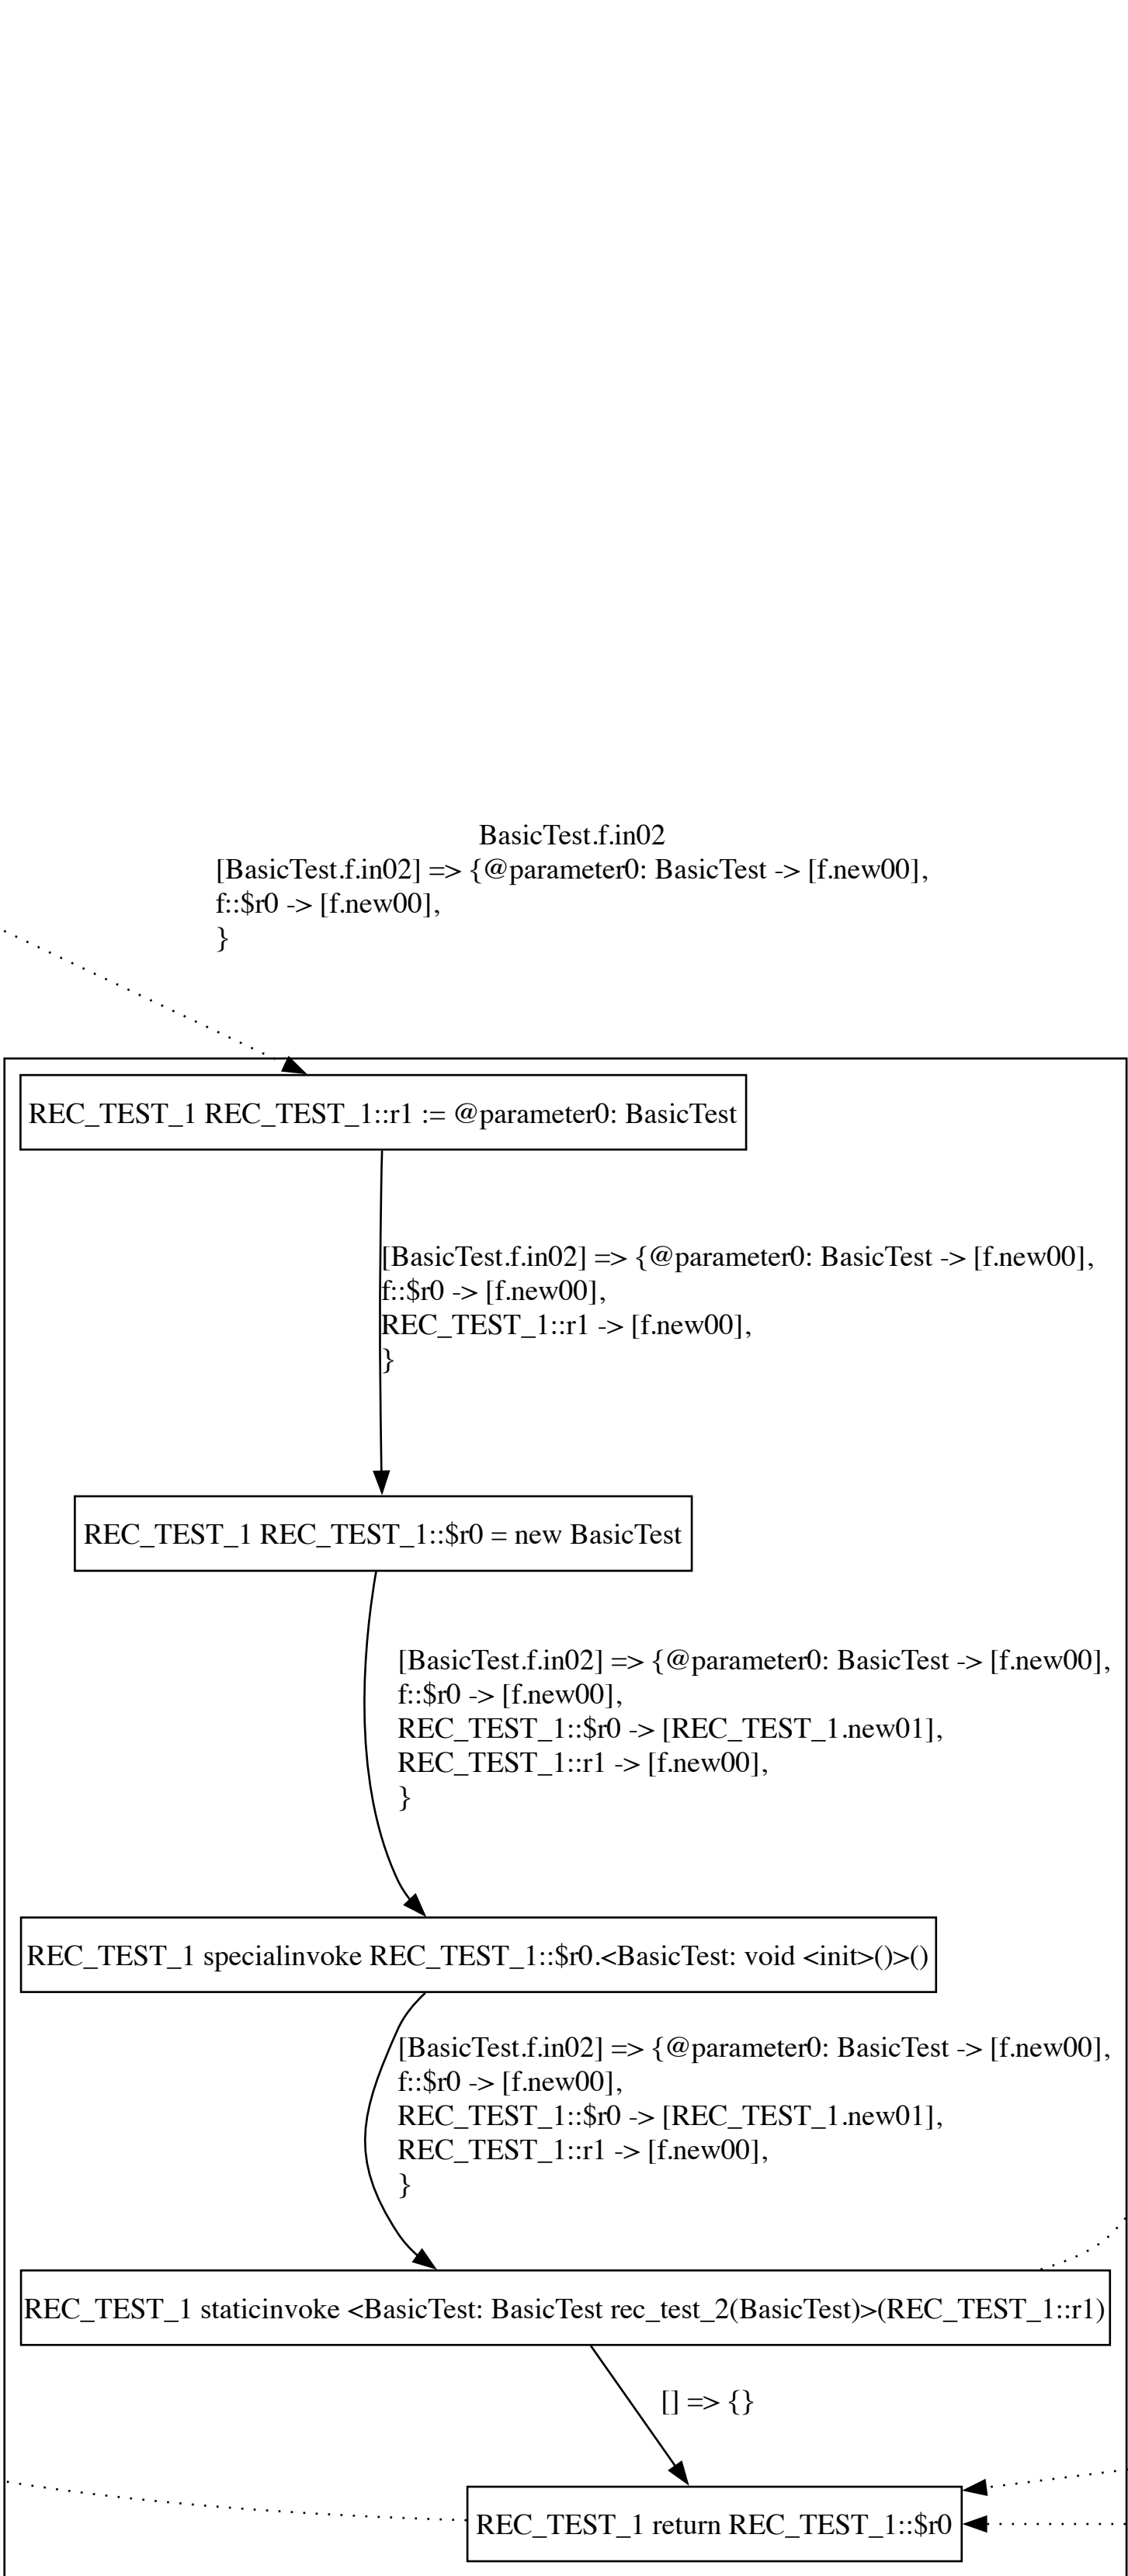 BasicTest.f.in02
[BasicTest.f.in02] => {@parameter0: BasicTest -> [f.new00],
f::$r0 -> [f.new00],
}
REC_TEST_1 REC_TEST_1::r1 := @parameter0: BasicTest
[BasicTest.f.in02] => {@parameter0: BasicTest -> [f.new00],
f::$r0 -> [f.new00],
REC_TEST_1::r1 -> [f.new00],
}
REC_TEST_1 REC_TEST_1::$r0 = new BasicTest
[BasicTest.f.in02] => {@parameter0: BasicTest -> [f.new00],
f::$r0 -> [f.new00],
REC_TEST_1::$r0 -> [REC_TEST_1.new01],
REC_TEST_1::r1 -> [f.new00],
}
REC_TEST_1 specialinvoke REC_TEST_1::$r0.<BasicTest: void <init>()>()
[BasicTest.f.in02] => {@parameter0: BasicTest -> [f.new00],
f::$r0 -> [f.new00],
REC_TEST_1::$r0 -> [REC_TEST_1.new01],
REC_TEST_1::r1 -> [f.new00],
}
REC_TEST_1 staticinvoke <BasicTest: BasicTest rec_test_2(BasicTest)>(REC_TEST_1::r1)
[] => {}
REC_TEST_1 return REC_TEST_1::$r0